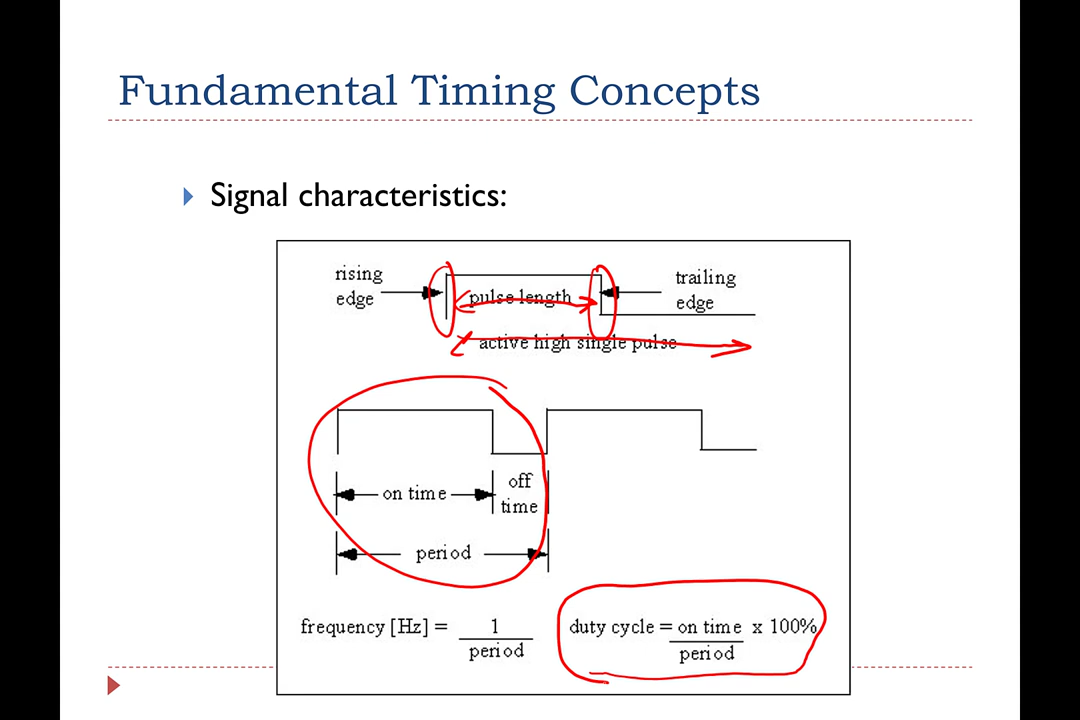 Fundamental Timing Concepts
Signal characteristics:
rising
edge
pulse length
trailing
edge
active high single pulse
on time
off
time
period
frequency [Hz] = 1
period
duty cycle = on time x 100%
period